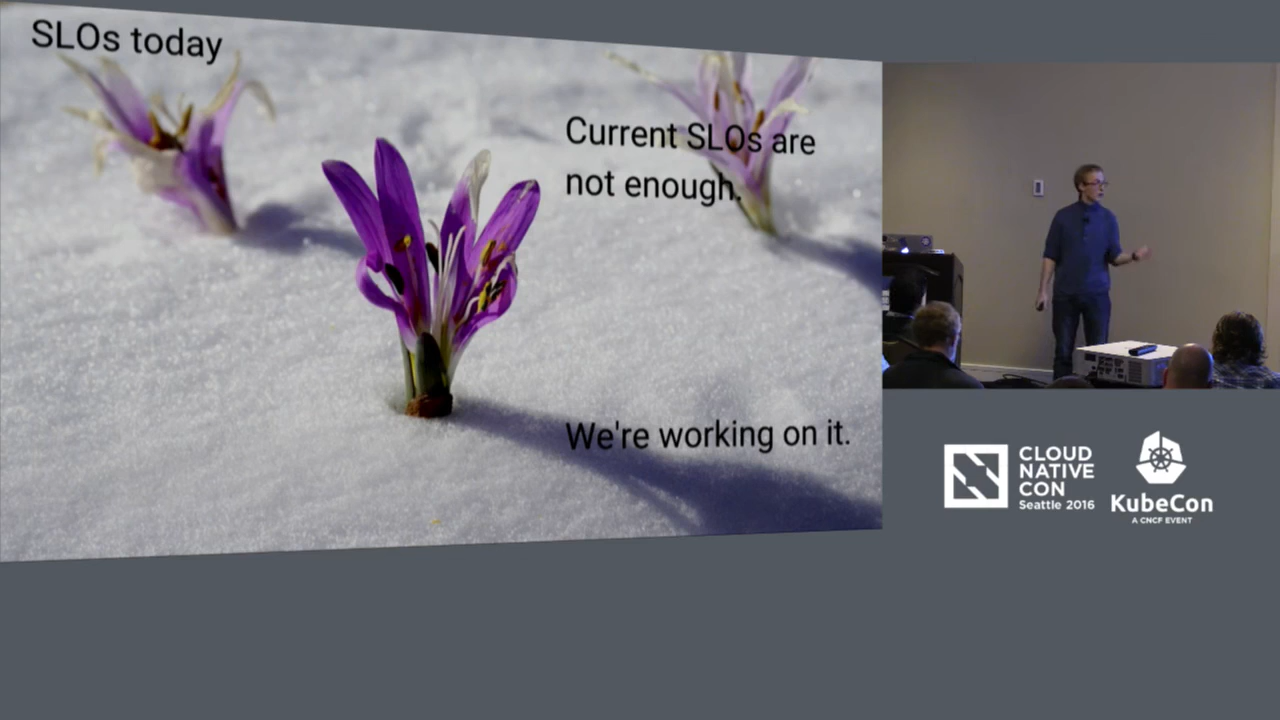 SLOs today
Current SLOs are
not enough.
We're working on it.
CLOUD
NATIVE
CON
Seattle 2016
KubeCon
A CNCF EVENT